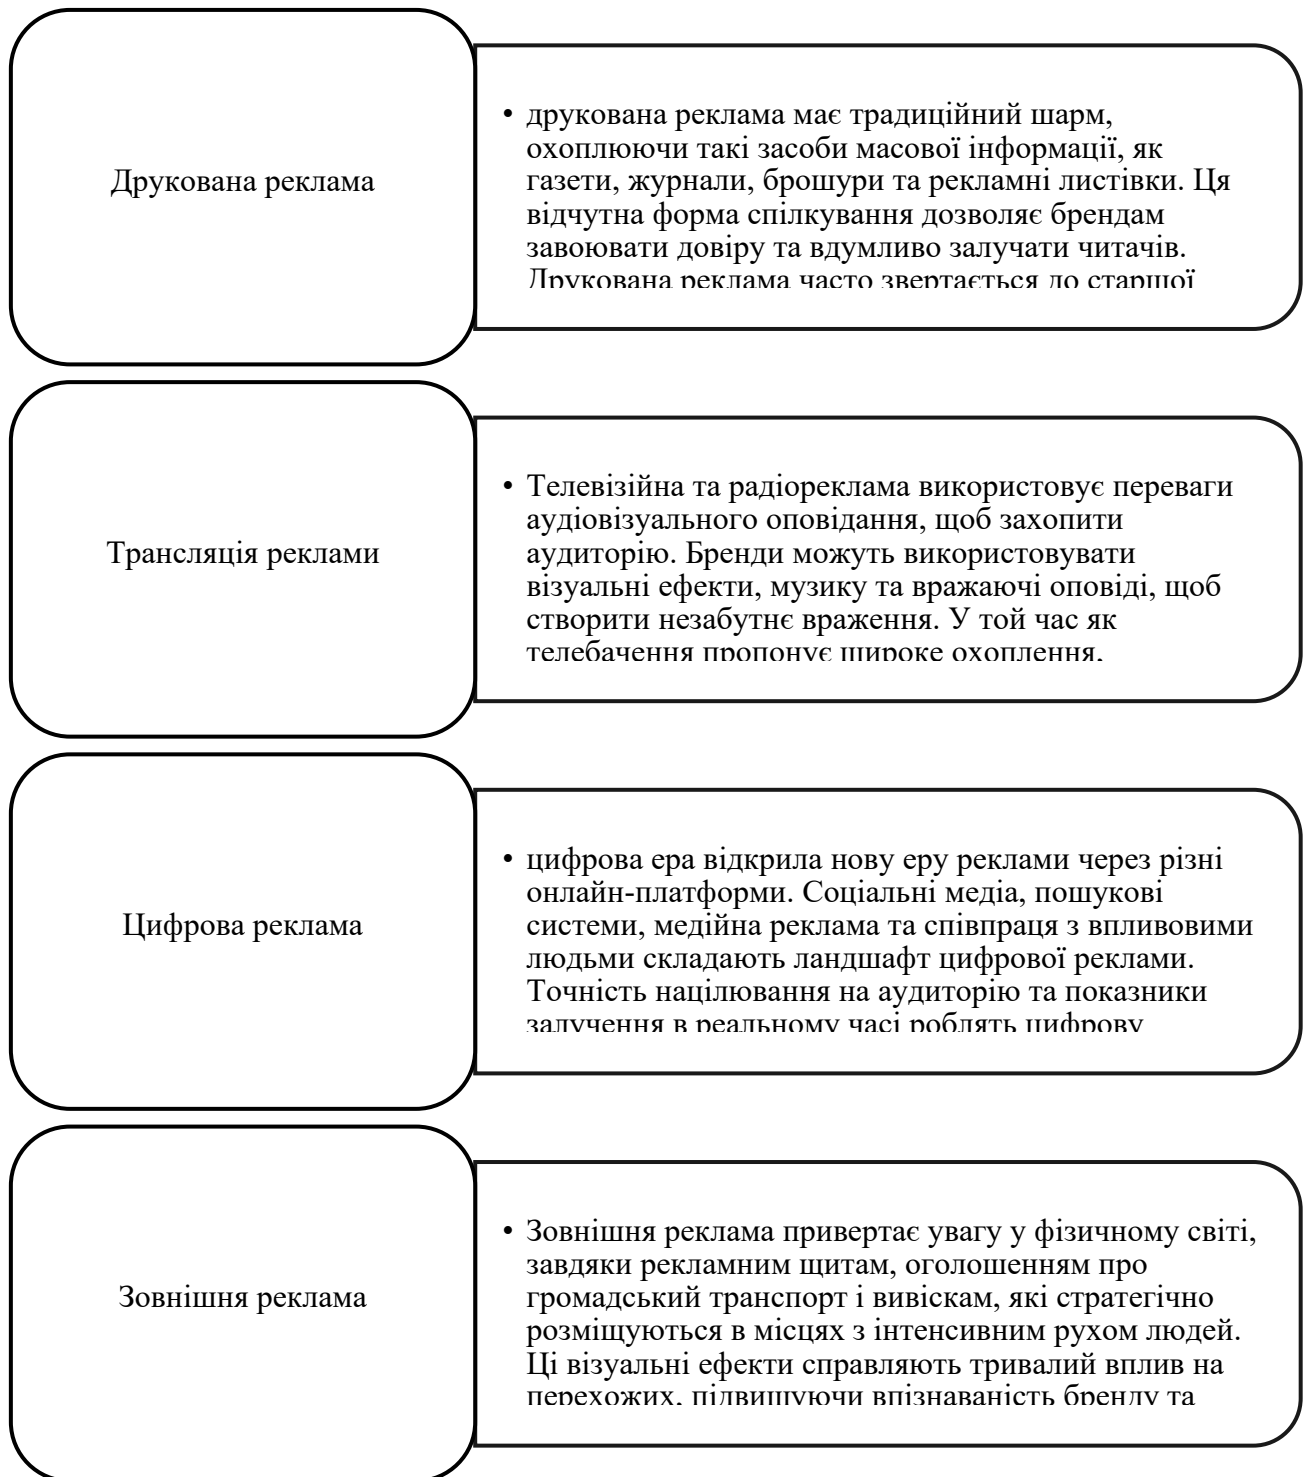 Друкована реклама
• друкована реклама має традиційний шарм,
охоплюючи такі засоби масової інформації, як
газети, журнали, брошури та рекламні листівки. Ця
відчутна форма спілкування дозволяє брендам
завоювати довіру та вдумливо залучати читачів.
Друкована реклама часто звертається до старшої
Трансляція реклами
• Телевізійна та радіореклама використовує переваги
аудіовізуального оповідання, щоб захопити
аудиторію. Бренди можуть використовувати
візуальні ефекти, музику та вражаючі оповіді, щоб
створити незабутнє враження. У той час як
телебачення пропонує широке охоплення,
Цифрова реклама
• цифрова ера відкрила нову еру реклами через різні
онлайн-платформи. Соціальні медіа, пошукові
системи, медійна реклама та співпраця з впливовими
людьми складають ландшафт цифрової реклами.
Точність націлювання на аудиторію та показники
залучення в реальному часі роблять цифрову
Зовнішня реклама
• Зовнішня реклама привертає увагу у фізичному світі,
завдяки рекламним щитам, оголошенням про
громадський транспорт і вивіскам, які стратегічно
розміщуються в місцях з інтенсивним рухом людей.
Ці візуальні ефекти справляють тривалий вплив на
перехожих, підвищуючи впізнаваність бренду та